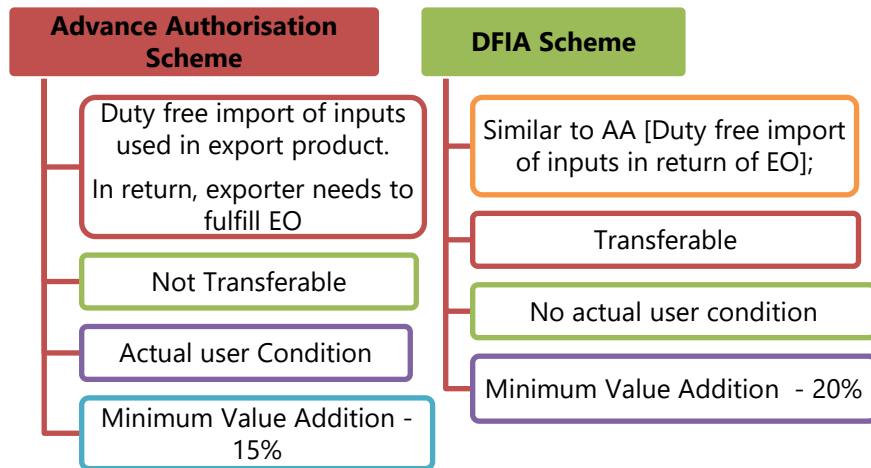 Advance Authorisation
Scheme
Duty free import of inputs
used in export product.
In return, exporter needs to
fulfill EO
Not Transferable
Actual user Condition
Minimum Value Addition -
15%
DFIA Scheme
Similar to AA [Duty free import
of inputs in return of EO];
Transferable
No actual user condition
Minimum Value Addition - 20%